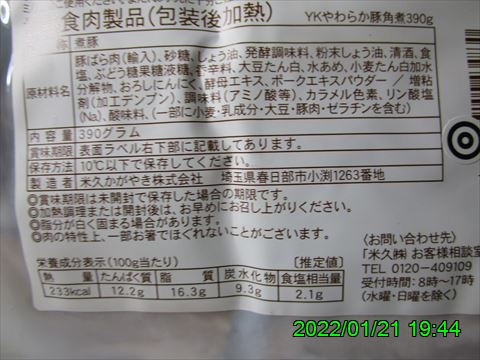 食肉製品(包装後加熱) YKやわらか豚角煮390g
称 煮豚
原材料名 豚ばら肉(輸入)、砂糖、しょう油、発酵調味料、粉末しょう油、清酒、食
塩、ぶどう糖果糖液糖、香辛料、大豆たん白、水あめ、小麦たん白加水
分解物、おろしにんにく、酵母エキス、ポークエキスパウダー/増粘
剤(加工デンプン)、調味料(アミノ酸等)、カラメル色素、リン酸塩
(Na)、酸味料、(一部に小麦・乳成分・大豆・豚肉・ゼラチンを含む)
内容量 390グラム
賞味期限 表面ラベル右下部に記載してあります。
保存方法 10℃以下で保存してください。
製造者 米久かがやき株式会社 埼玉県春日部市小渕1263番地
◎賞味期限は未開封で保存した場合の期限です。
◎加熱調理または開封後は、お早めにお召し上がりください。
◎脂分が白く固まる場合があります。
◎肉の特性上、一部お箸でほぐれないことがございます。
〈お問い合わせ先〉
「米久㈱ お客様相談室
TEL 0120-409109
受付時間:8時〜17時
(水曜・日曜を除く)
栄養成分表示(100g当たり) [推定値]
熱量 たんぱく質 脂質 炭水化物 食塩相当量
233kcal 12.2g 16.3g 9.3g 2.1g
2022/01/21 19:44